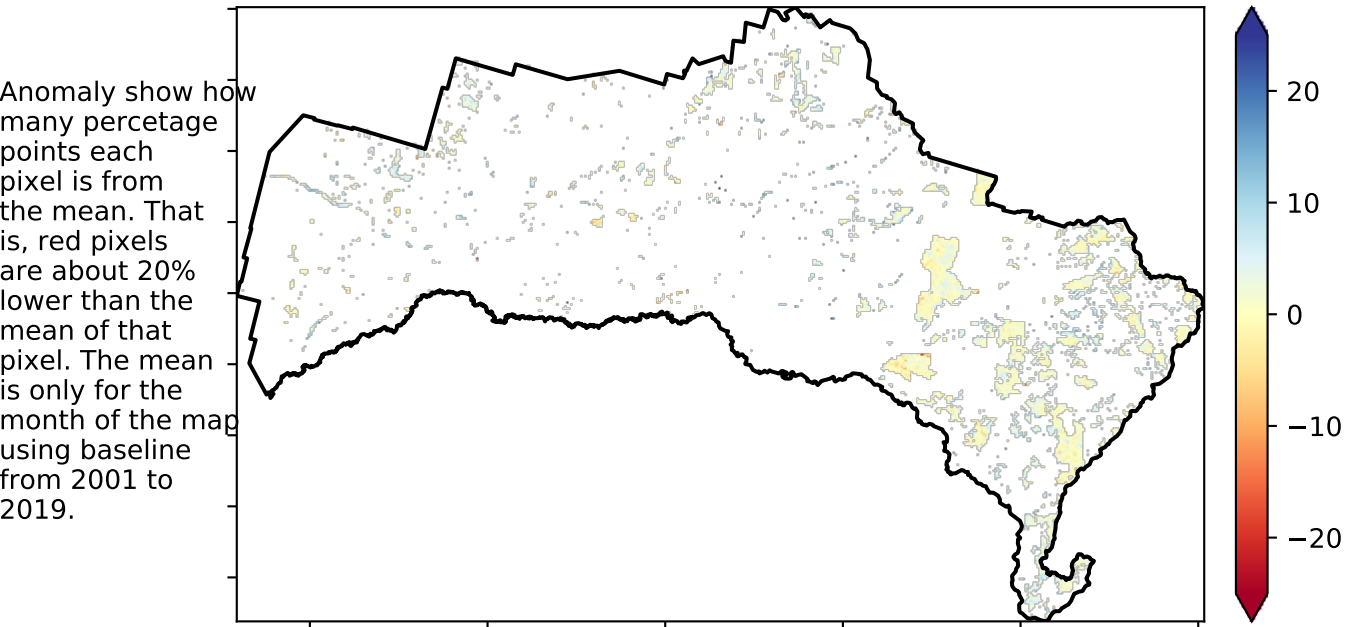 Anomaly show how
many percetage
points each
pixel is from
the mean. That
is, red pixels
are about 20%
lower than the
mean of that
pixel. The mean
is only for the
month of the map
using baseline
from 2001 to
2019.
20
10
0
−10
−20